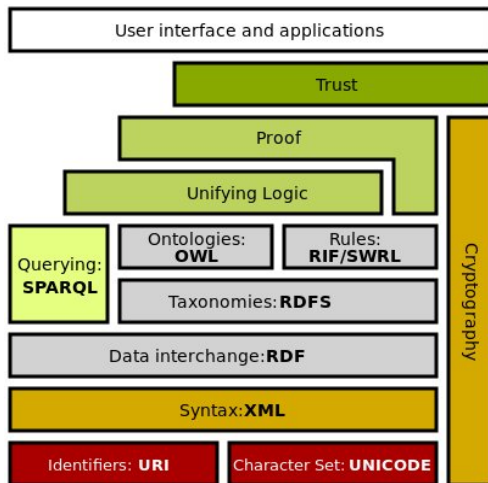 User interface and applications
Trust
Proof
Unifying Logic
Querying:
SPARQL
Ontologies:
OWL
Rules:
RIF/SWRL
Taxonomies:RDFS
Cryptography
Data interchange:RDF
Syntax:XML
Identifiers: URI
Character Set: UNICODE